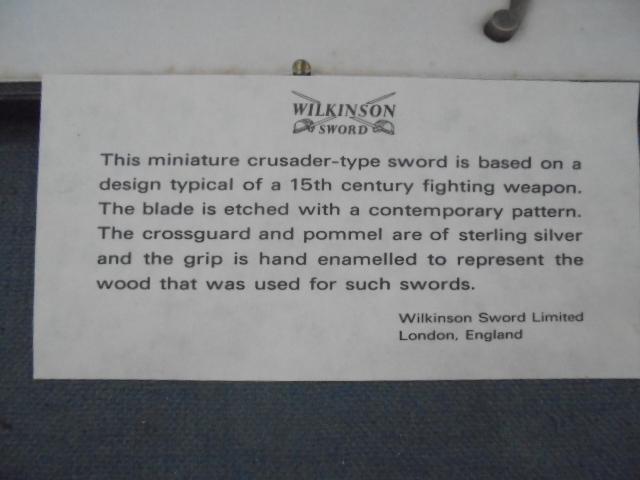 WILKINSON
SWORD
This miniature crusader-type sword is based on a
design typical of a 15th century fighting weapon.
The blade is etched with a contemporary pattern.
The crossguard and pommel are of sterling silver
and the grip is hand enamelled to represent the
wood that was used for such swords.
Wilkinson Sword Limited
London, England